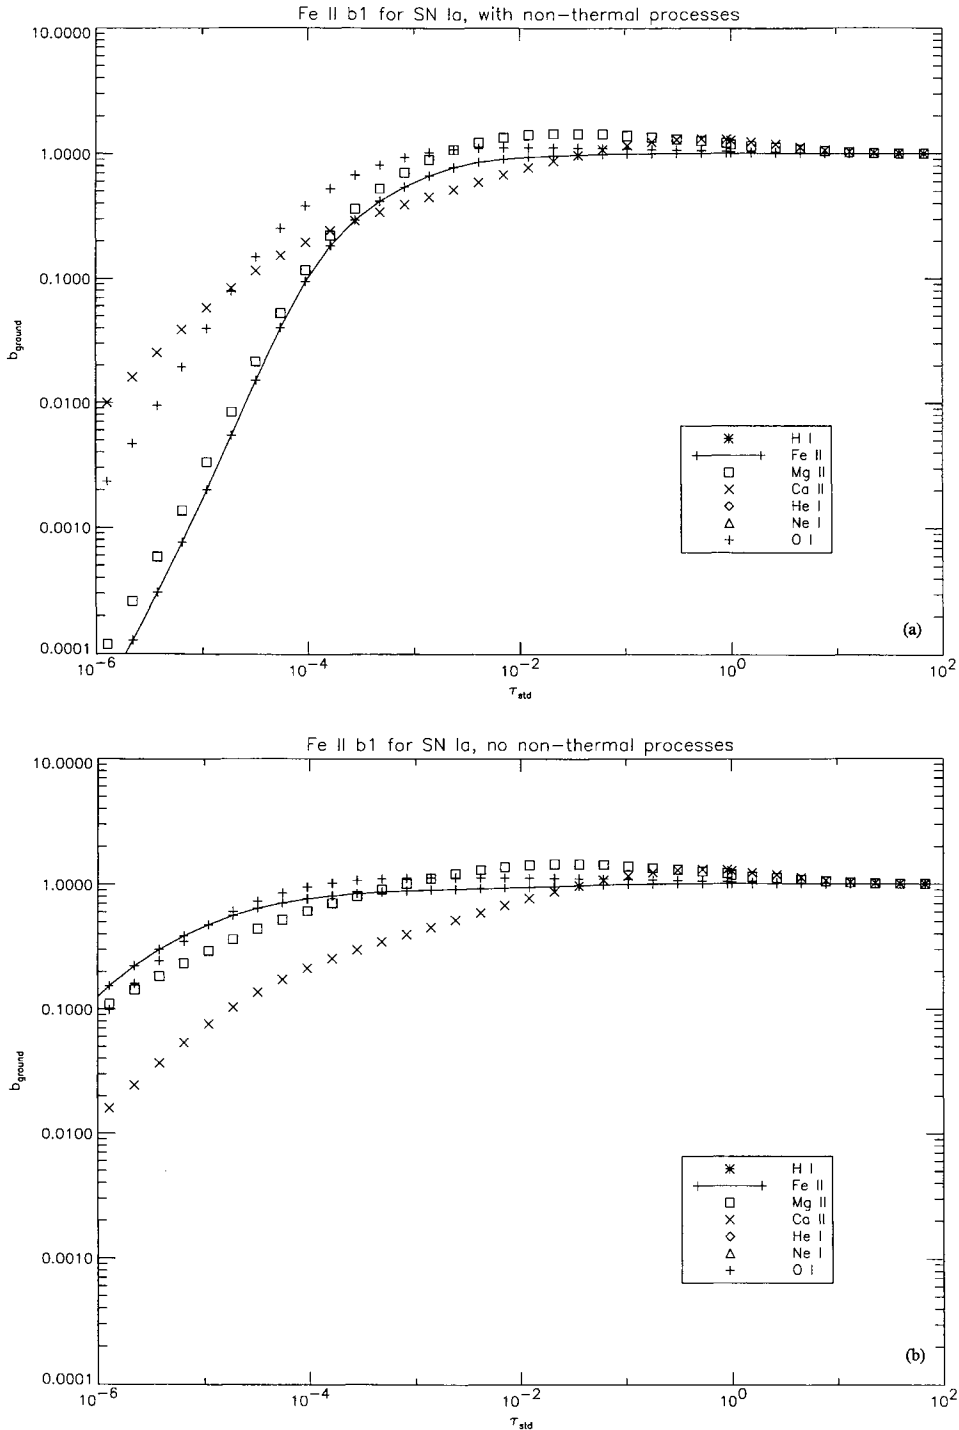 Fe II b1 for SN Ia, with non-thermal processes
10.0000
1.0000
0.1000
0.0100
0.0010
0.0001
b_ground
10^-6
10^-5
10^-4
10^-2
10^0
10^2
τ_std
H I
Fe II
Mg II
Ca II
He I
Ne I
O I
(a)
Fe II b1 for SN Ia, no non-thermal processes
10.0000
1.0000
0.1000
0.0100
0.0010
0.0001
b_ground
10^-6
10^-5
10^-4
10^-2
10^0
10^2
τ_std
H I
Fe II
Mg II
Ca II
He I
Ne I
O I
(b)